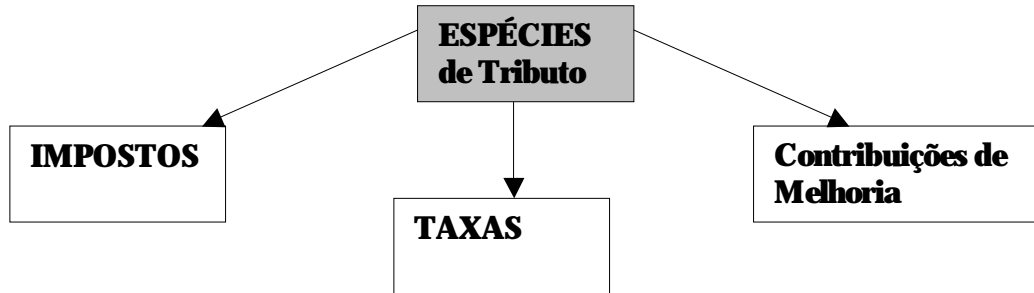 ESPÉCIES
de Tributo
IMPOSTOS
TAXAS
Contribuições de
Melhoria